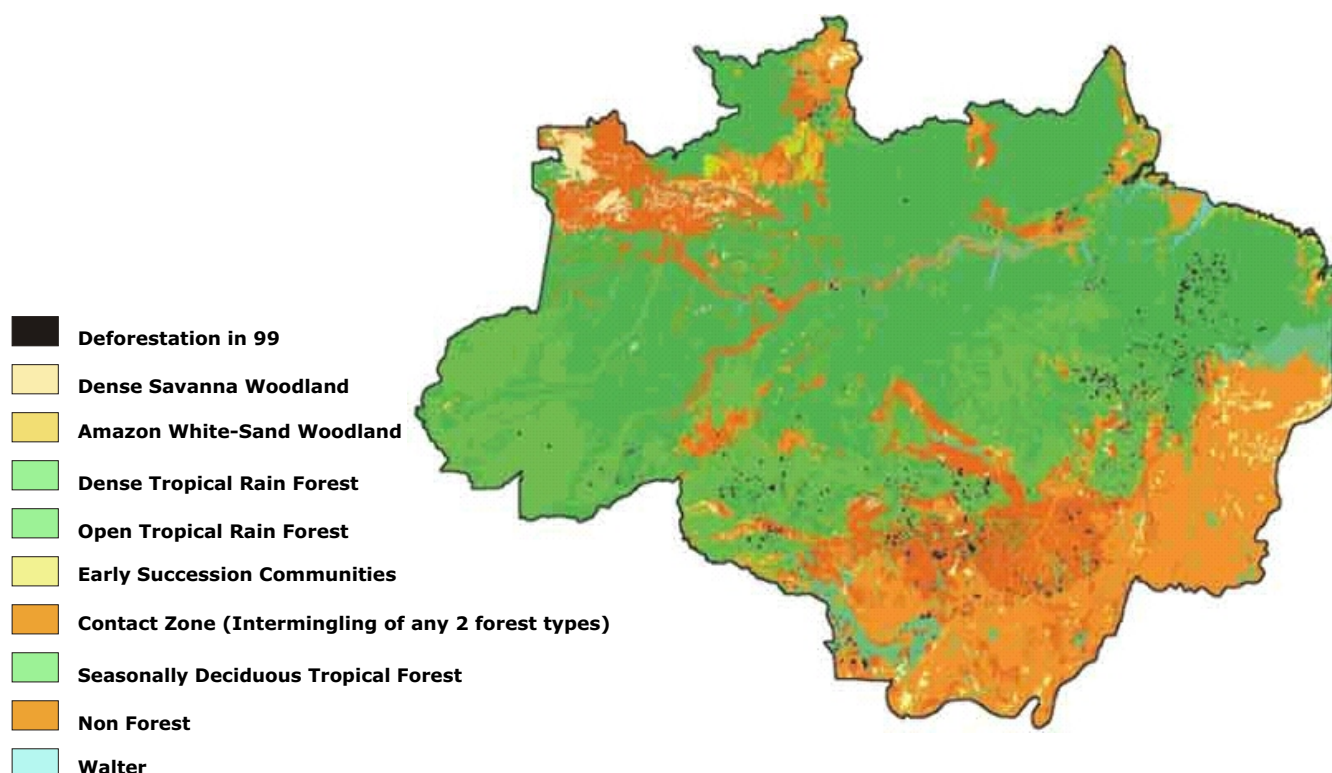 Deforestation in 99
Dense Savanna Woodland
Amazon White-Sand Woodland
Dense Tropical Rain Forest
Open Tropical Rain Forest
Early Succession Communities
Contact Zone (Intermingling of any 2 forest types)
Seasonally Deciduous Tropical Forest
Non Forest
Walter